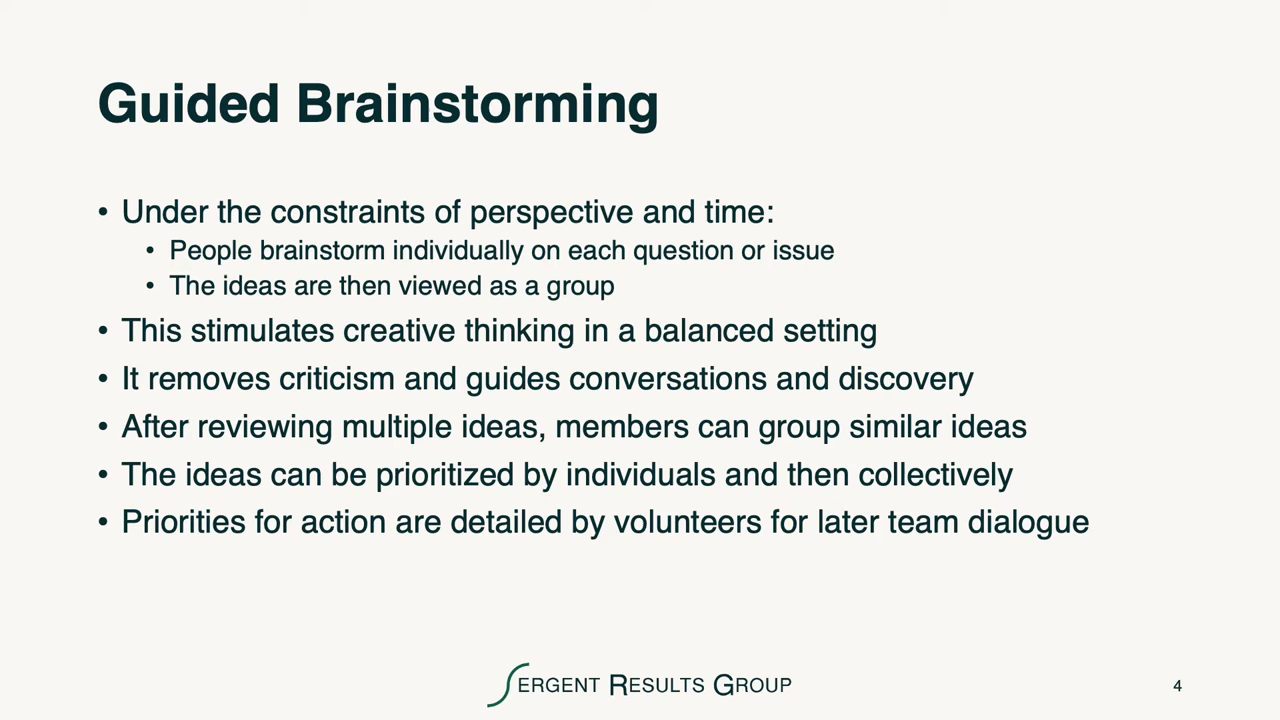 Guided Brainstorming
• Under the constraints of perspective and time:
• People brainstorm individually on each question or issue
• The ideas are then viewed as a group
• This stimulates creative thinking in a balanced setting
• It removes criticism and guides conversations and discovery
• After reviewing multiple ideas, members can group similar ideas
• The ideas can be prioritized by individuals and then collectively
• Priorities for action are detailed by volunteers for later team dialogue
SERGENT RESULTS GROUP
4